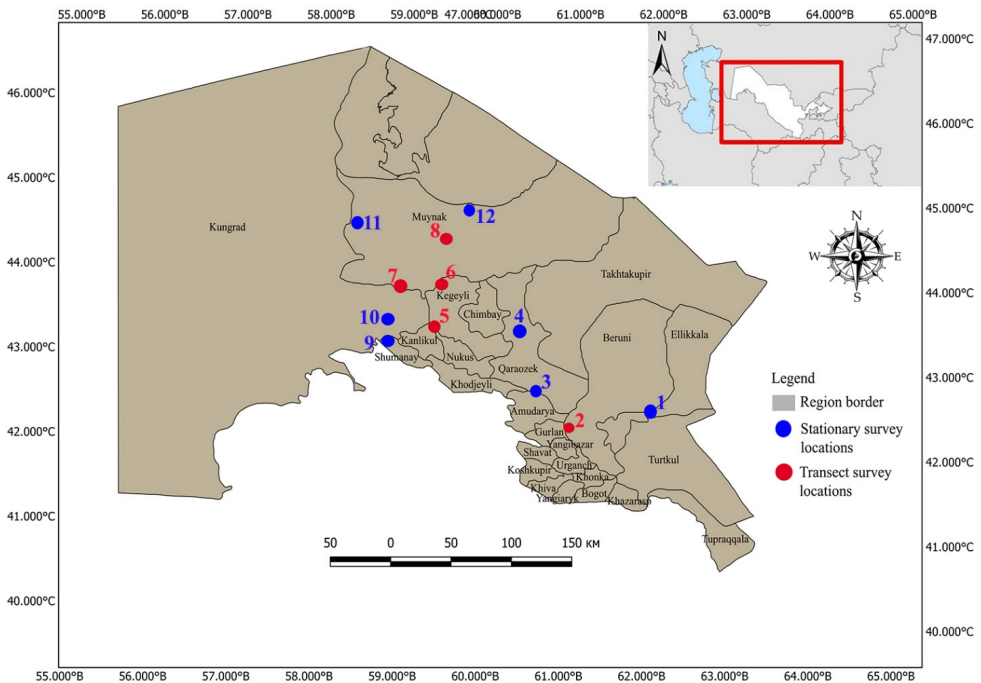 55.000°B 56.000°B 57.000°B 58.000°B 59.000°B 47.000°C 60.000°B 61.000°B 62.000°B 63.000°B 64.000°B 65.000°B
47.000°C
46.000°C
46.000°C
45.000°C
45.000°C
44.000°C
44.000°C
43.000°C
43.000°C
42.000°C
42.000°C
41.000°C
41.000°C
40.000°C
40.000°C
N
N
W E
S
Kungrad
Muynak
11
12
8
7
6
Kegeyli
Takhtakupir
Chimbay
10
5
4
9
Kanlikul
Shumanay
Nukus
Beruni
Ellikkala
Qaraozek
Khodjeyli
3
Amudarya
1
2
Gurlan
Yangibazar
Shavat
Turtkul
Koshkupir
Urganch
Khonka
Khiva
Yangiaryk
Bogot
Khazarasp
Tupraqqala
Legend
Region border
Stationary survey
locations
Transect survey
locations
50 0 50 100 150 км
55.000°B 56.000°B 57.000°B 58.000°B 59.000°B 60.000°B 61.000°B 62.000°B 63.000°B 64.000°B 65.000°B